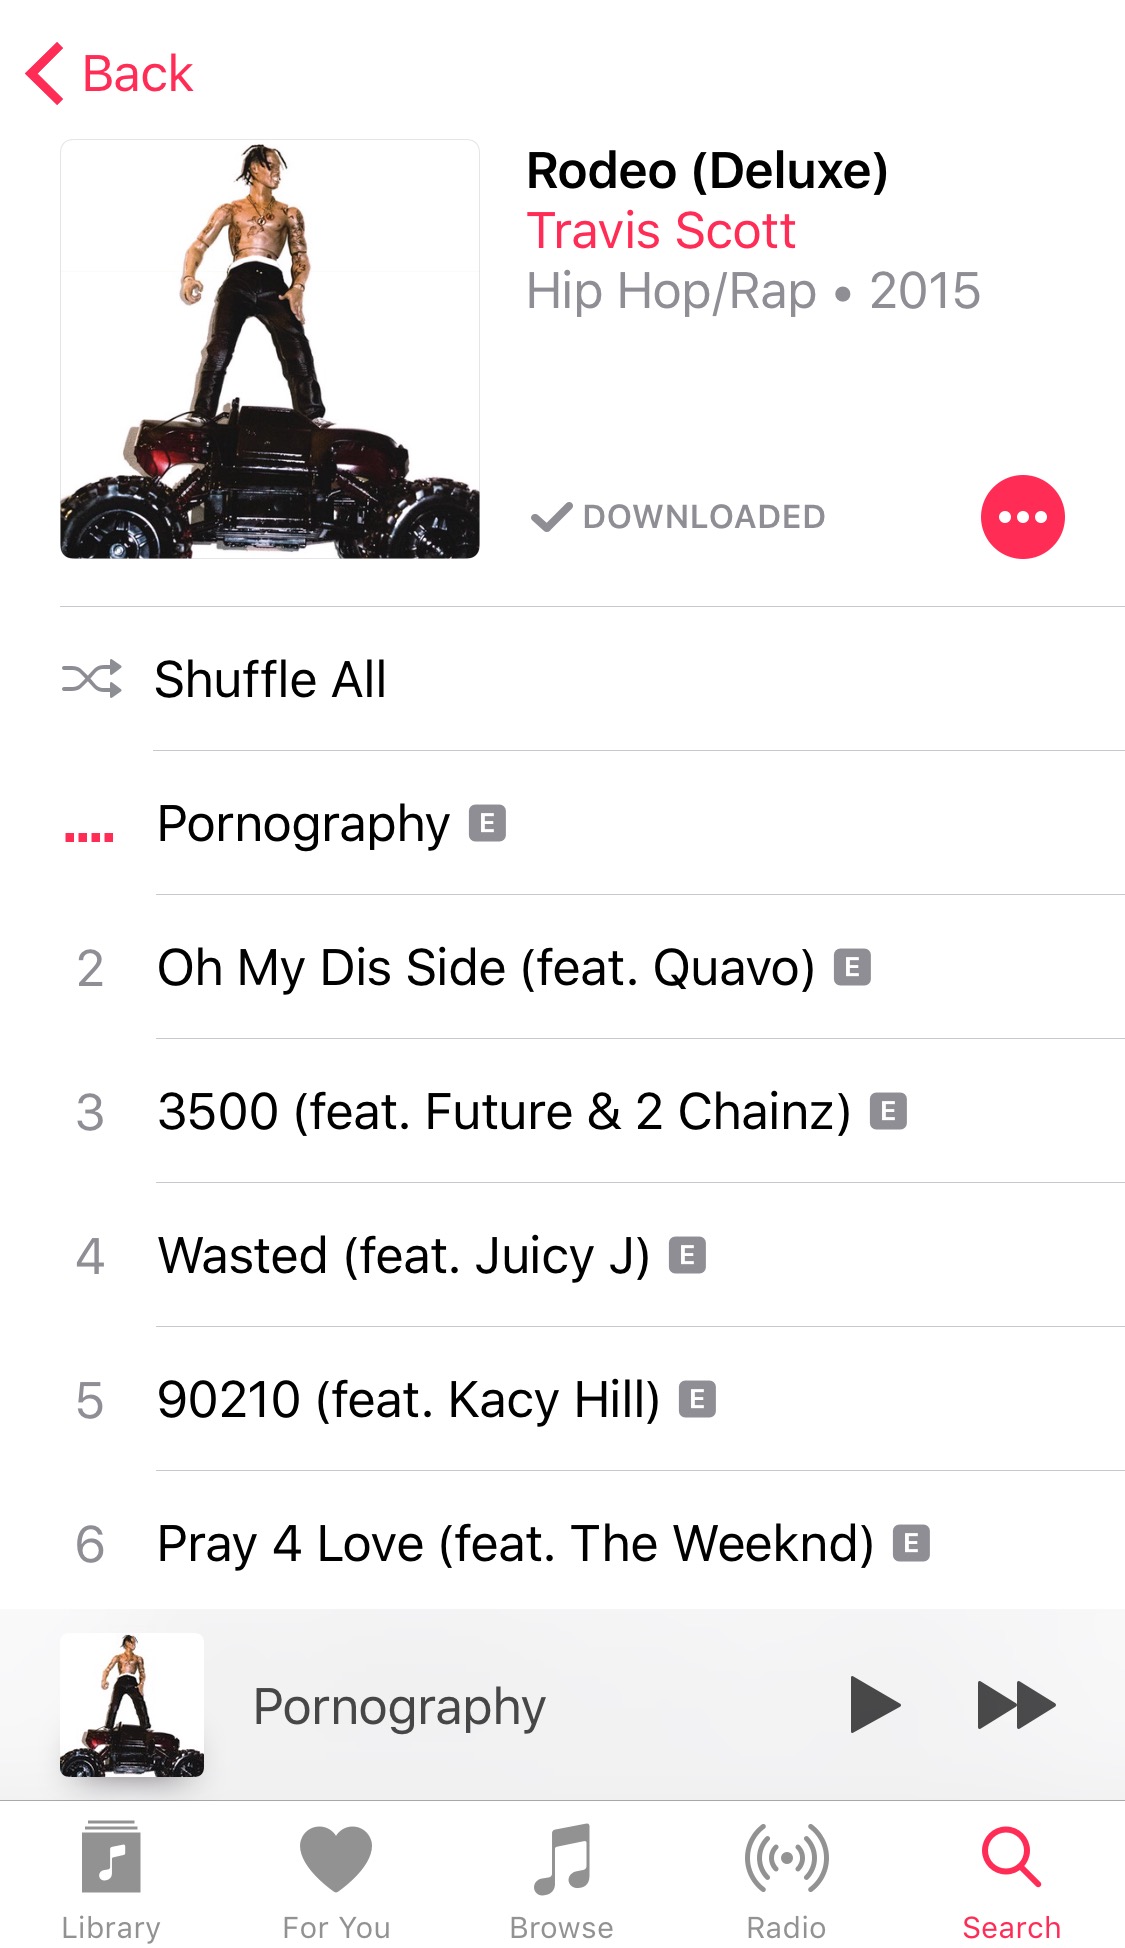 Back
Rodeo (Deluxe)
Travis Scott
Hip Hop/Rap • 2015
DOWNLOADED
Shuffle All
Pornography E
2 Oh My Dis Side (feat. Quavo) E
3 3500 (feat. Future & 2 Chainz) E
4 Wasted (feat. Juicy J) E
5 90210 (feat. Kacy Hill) E
6 Pray 4 Love (feat. The Weeknd) E
Pornography
Library For You Browse Radio Search